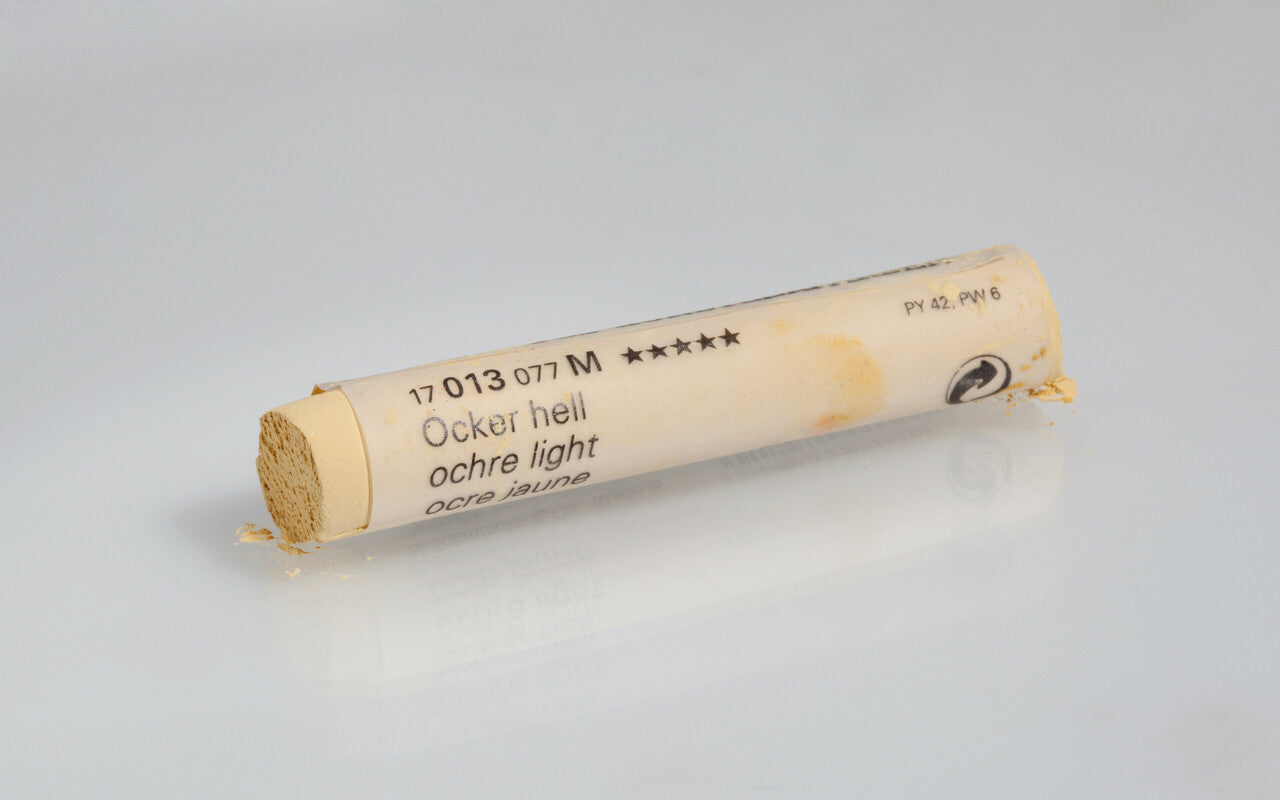 17 013 077 M ★★★★★
Ocker hell
ochre light
ocre jaune
PY 42, PW 6